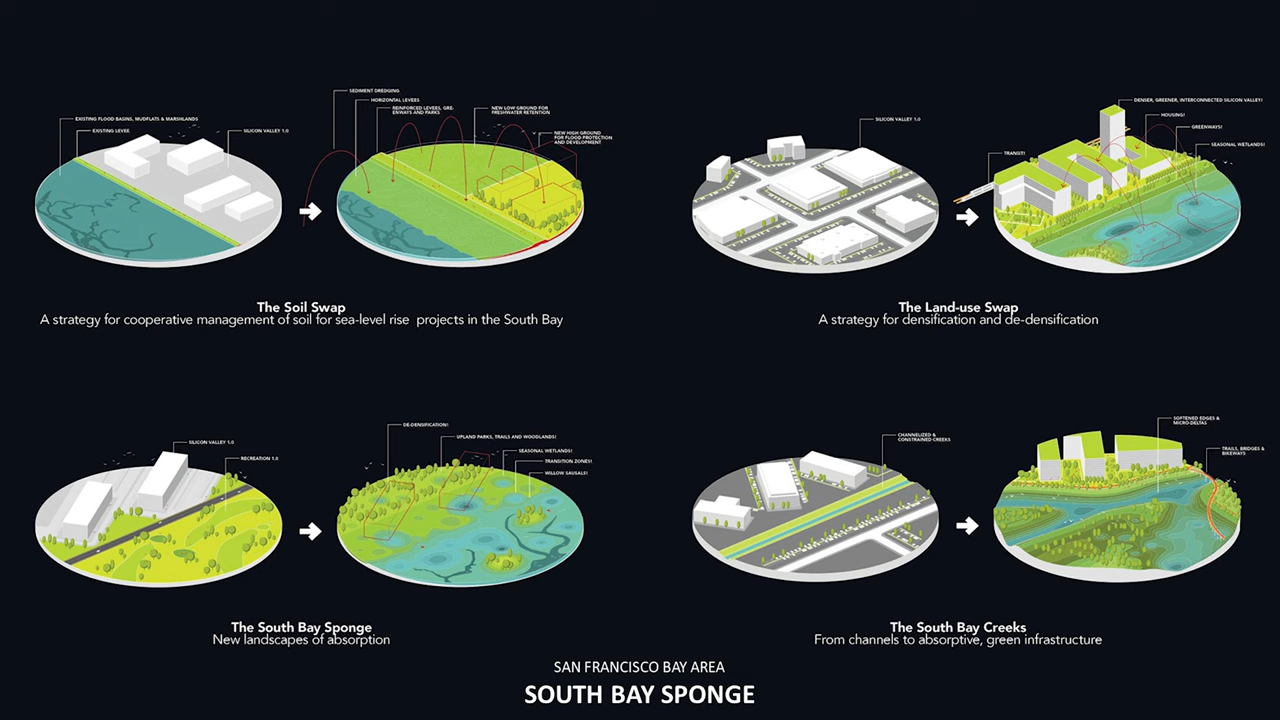 SEDIMENT DREDGING
HORIZONTAL LEVEES
REINFORCED LEVEES, GRE-
ENWAYS AND PARKS
NEW LOW GROUND FOR
FRESHWATER RETENTION
EXISTING FLOOD BASINS, MUDFLATS & MARSHLANDS
EXISTING LEVEE
SILICON VALLEY 1.0
NEW HIGH GROUND
FOR FLOOD PROTECTION
AND DEVELOPMENT
The Soil Swap
A strategy for cooperative management of soil for sea-level rise projects in the South Bay
SILICON VALLEY 1.0
DENSER, GREENER, INTERCONNECTED SILICON VALLEY!
HOUSING!
GREENWAYS!
SEASONAL WETLANDS!
TRANSIT!
The Land-use Swap
A strategy for densification and de-densification
SILICON VALLEY 1.0
RECREATION 1.0
DE-DENSIFICATION!
UPLAND PARKS, TRAILS AND WOODLANDS!
SEASONAL WETLANDS!
TRANSITION ZONES!
WILLOW SAUSALS!
The South Bay Sponge
New landscapes of absorption
CHANNELIZED &
CONSTRAINED CREEKS
SOFTENED EDGES &
MICRO-DELTAS
TRAILS, BRIDGES &
BIKEWAYS
The South Bay Creeks
From channels to absorptive, green infrastructure
SAN FRANCISCO BAY AREA
SOUTH BAY SPONGE